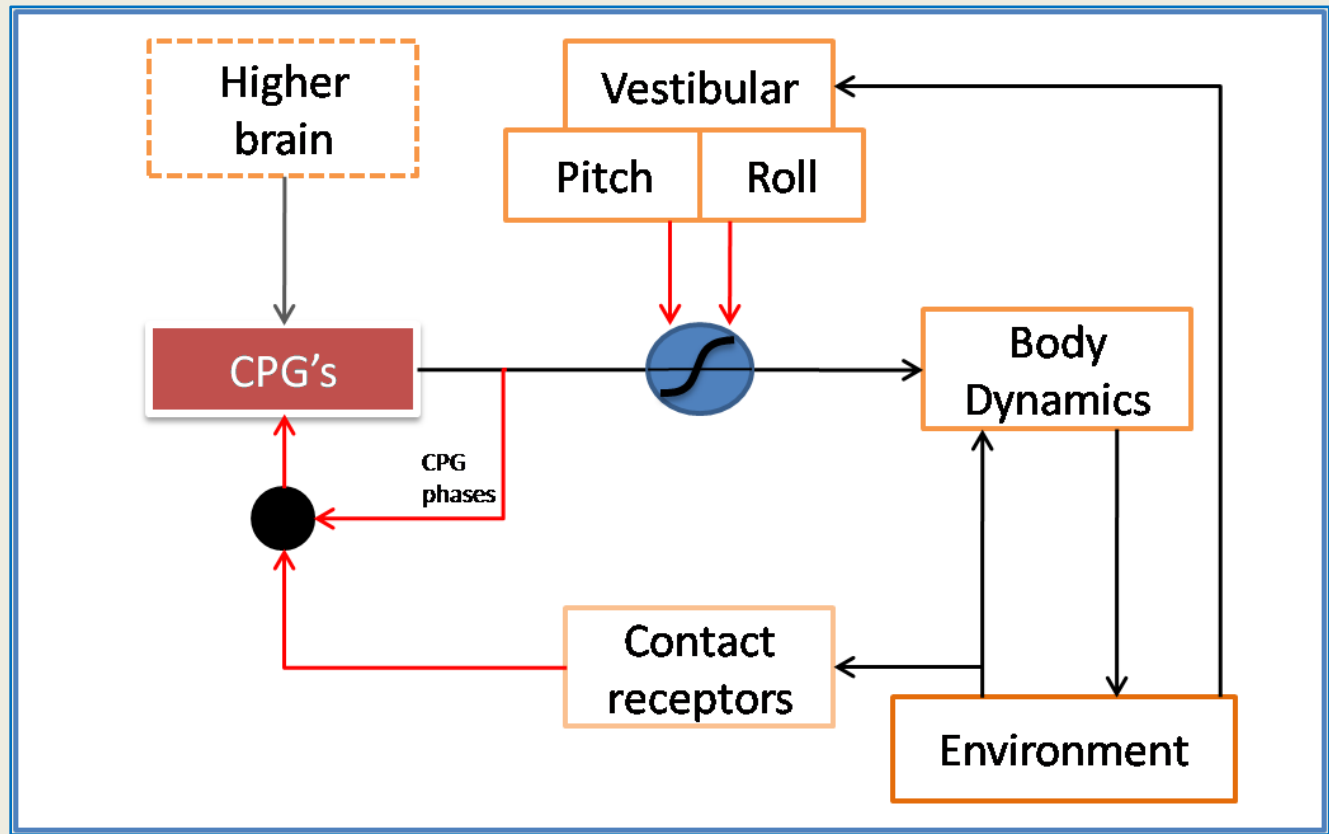 Higher
brain
Vestibular
Pitch
Roll
CPG's
Body
Dynamics
CPG
phases
Contact
receptors
Environment